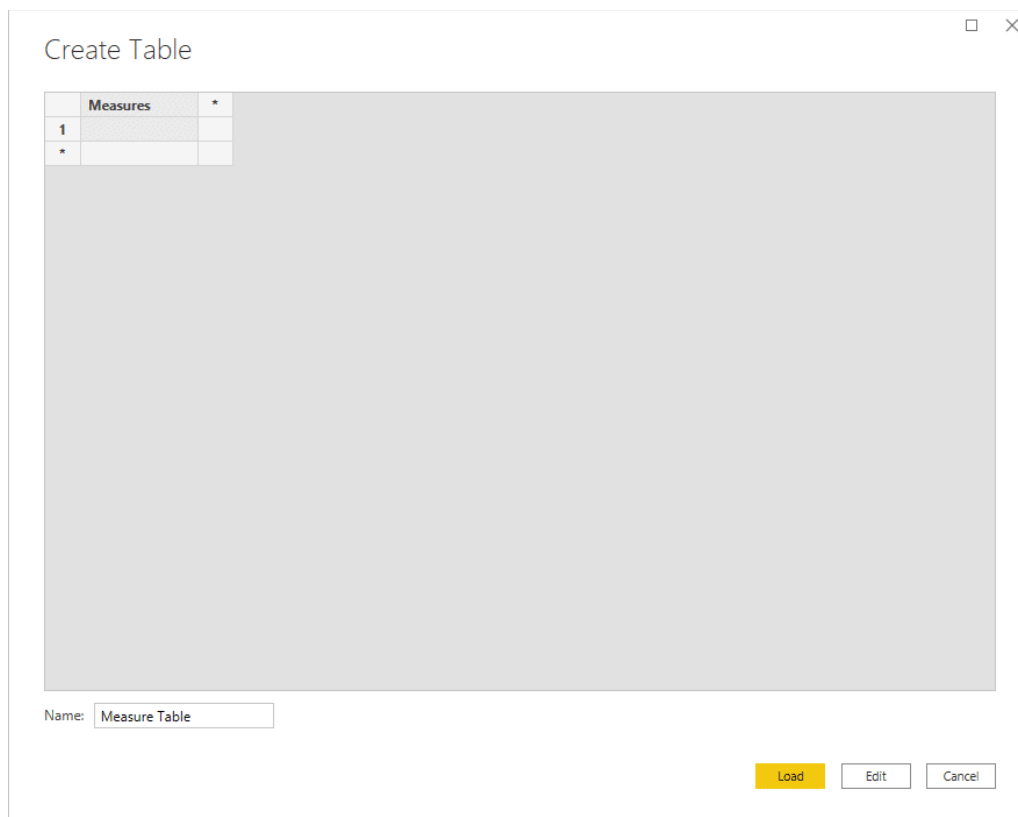 Create Table
Measures *
1
*
Name: Measure Table
Load Edit Cancel